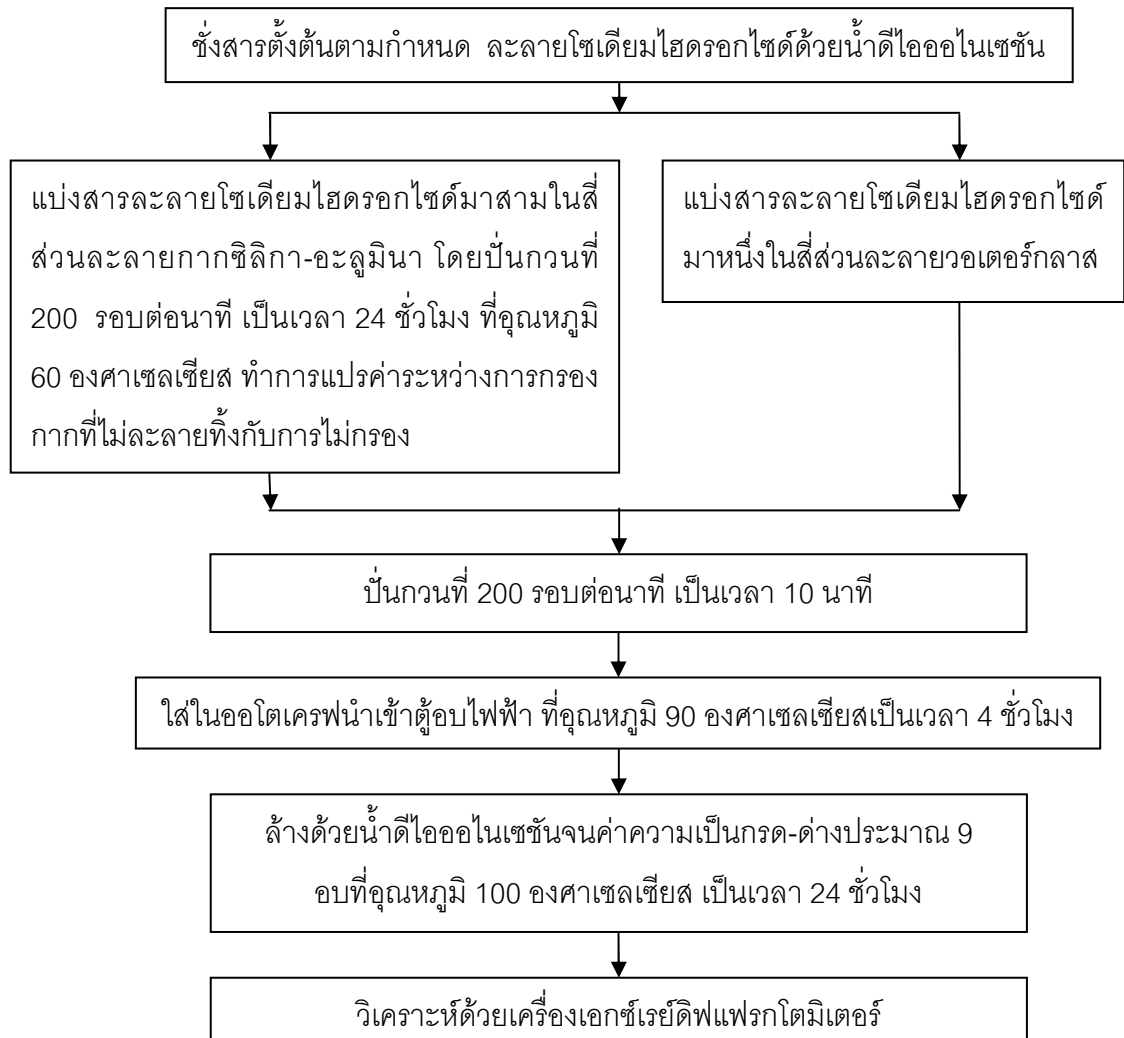 ชั่งสารตั้งต้นตามกำหนด ละลายโซเดียมไฮดรอกไซด์ด้วยน้ำดีไอออไนเซชัน
แบ่งสารละลายโซเดียมไฮดรอกไซด์มาสามในสี่
ส่วนละลายกากซิลิกา-อะลูมินา โดยปั่นกวนที่
200 รอบต่อนาที เป็นเวลา 24 ชั่วโมง ที่อุณหภูมิ
60 องศาเซลเซียส ทำการแปรค่าระหว่างการกรอง
กากที่ไม่ละลายทิ้งกับการไม่กรอง
แบ่งสารละลายโซเดียมไฮดรอกไซด์
มาหนึ่งในสี่ส่วนละลายวอเตอร์กลาส
ปั่นกวนที่ 200 รอบต่อนาที เป็นเวลา 10 นาที
ใส่ในออโตเครฟนำเข้าตู้อบไฟฟ้า ที่อุณหภูมิ 90 องศาเซลเซียสเป็นเวลา 4 ชั่วโมง
ล้างด้วยน้ำดีไอออไนเซชันจนค่าความเป็นกรด-ด่างประมาณ 9
อบที่อุณหภูมิ 100 องศาเซลเซียส เป็นเวลา 24 ชั่วโมง
วิเคราะห์ด้วยเครื่องเอกซ์เรย์ดิฟแฟรกโตมิเตอร์